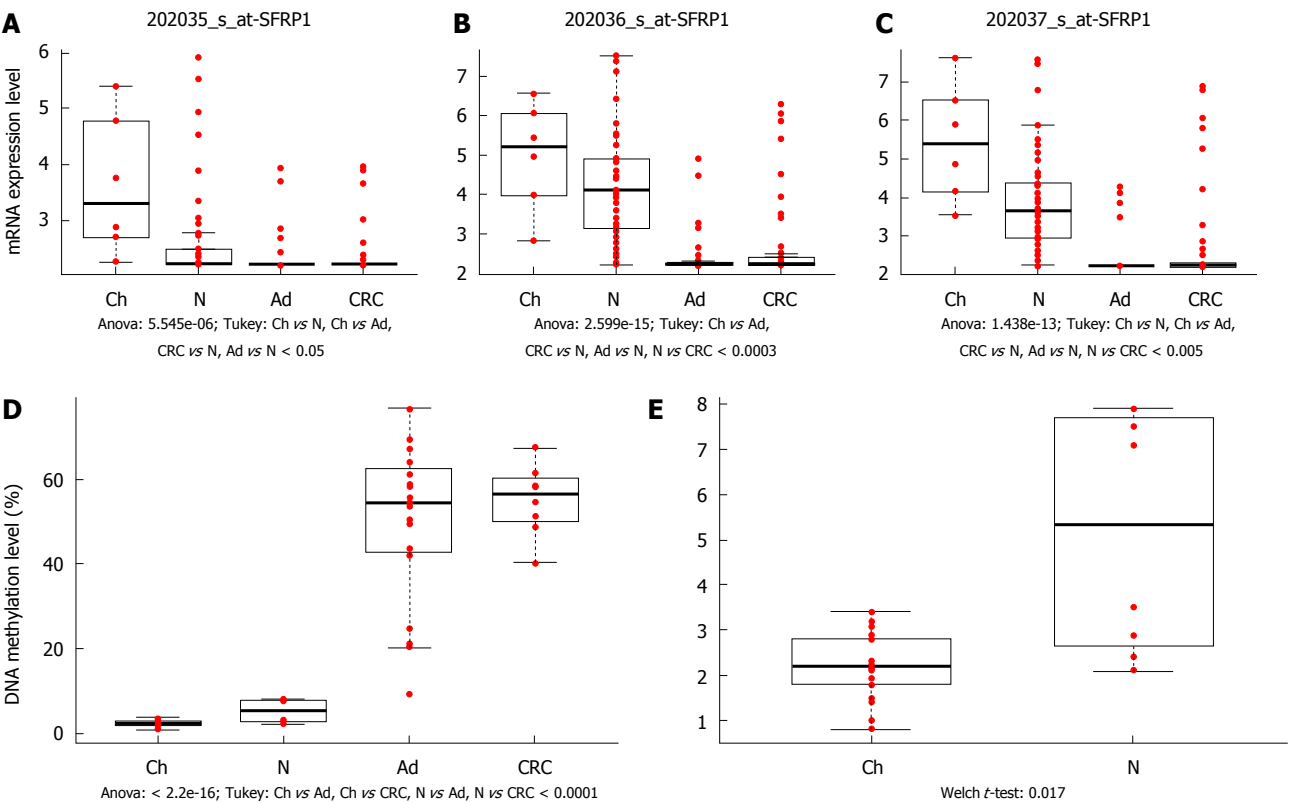 A
202035_s_at-SFRP1
mRNA expression level
6
5
4
3
Ch N Ad CRC
Anova: 5.545e-06; Tukey: Ch vs N, Ch vs Ad,
CRC vs N, Ad vs N < 0.05
B
202036_s_at-SFRP1
7
6
5
4
3
2
Ch N Ad CRC
Anova: 2.599e-15; Tukey: Ch vs Ad,
CRC vs N, Ad vs N, N vs CRC < 0.0003
C
202037_s_at-SFRP1
7
6
5
4
3
2
Ch N Ad CRC
Anova: 1.438e-13; Tukey: Ch vs N, Ch vs Ad,
CRC vs N, Ad vs N, N vs CRC < 0.005
D
DNA methylation level (%)
60
40
20
0
Ch N Ad CRC
Anova: < 2.2e-16; Tukey: Ch vs Ad, Ch vs CRC, N vs Ad, N vs CRC < 0.0001
E
8
7
6
5
4
3
2
1
Ch N
Welch t-test: 0.017